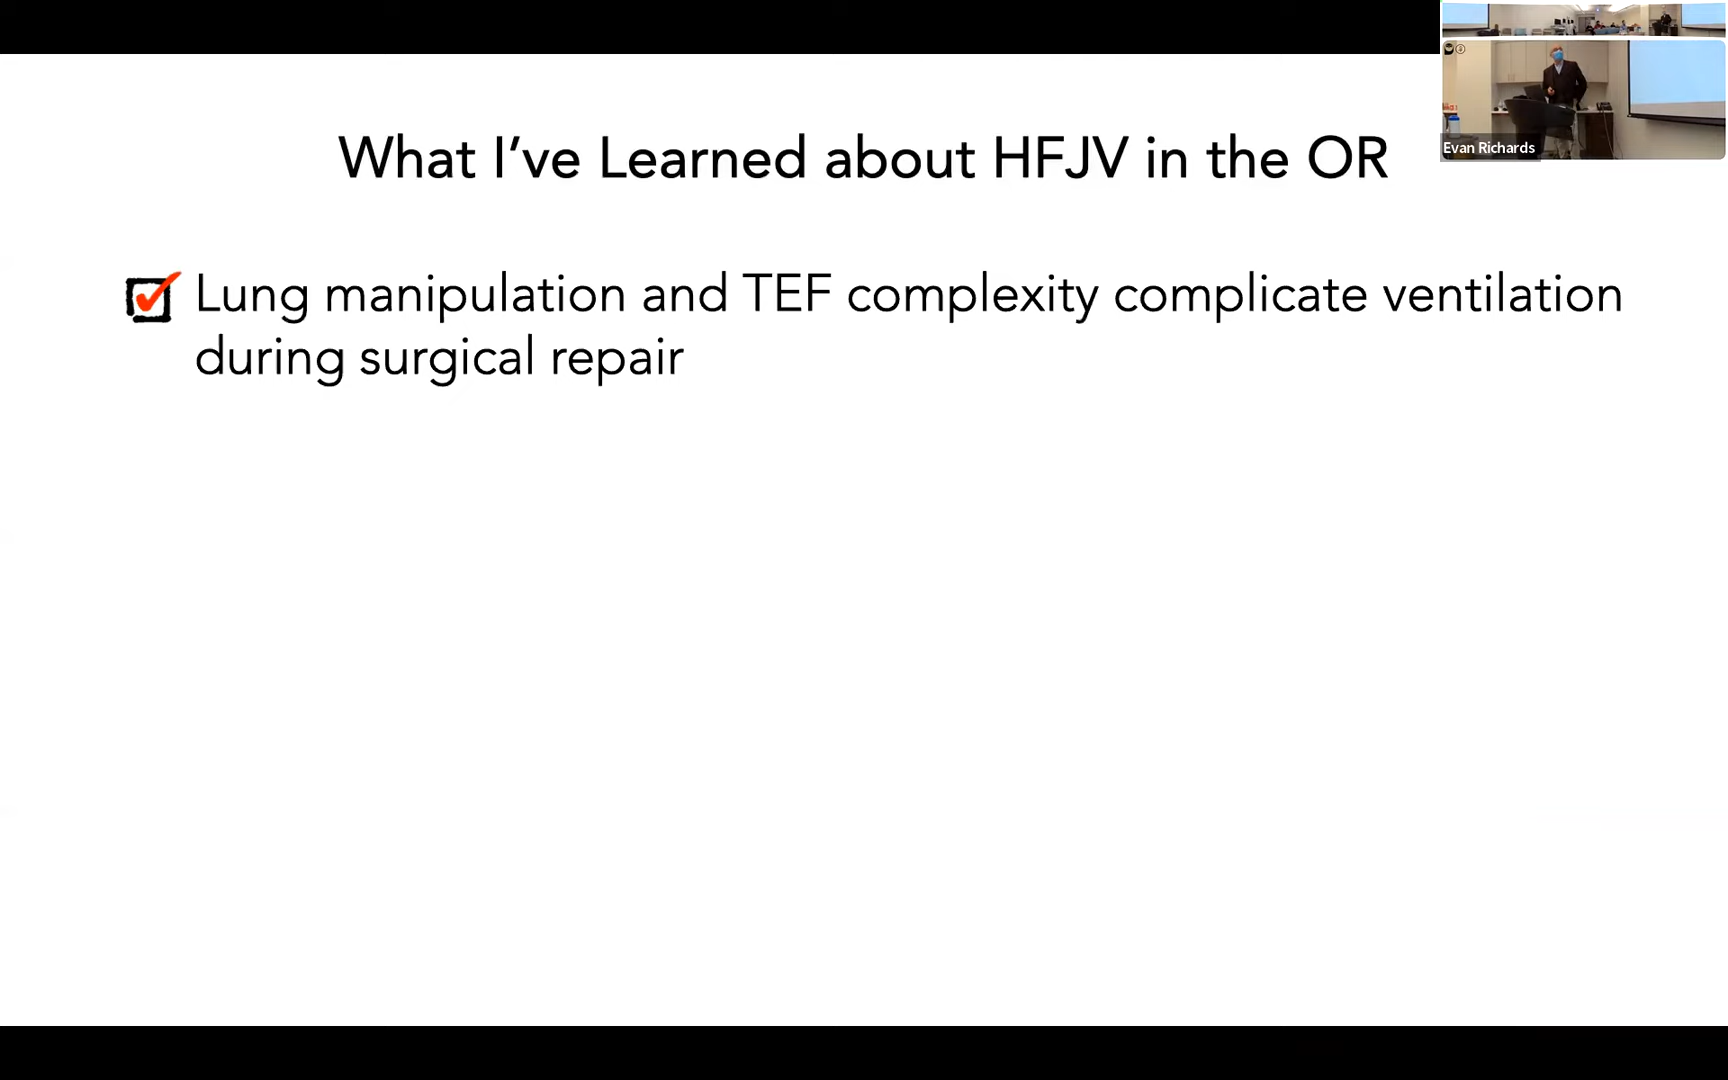 What I’ve Learned about HFJV in the OR
Lung manipulation and TEF complexity complicate ventilation
during surgical repair
Evan Richards